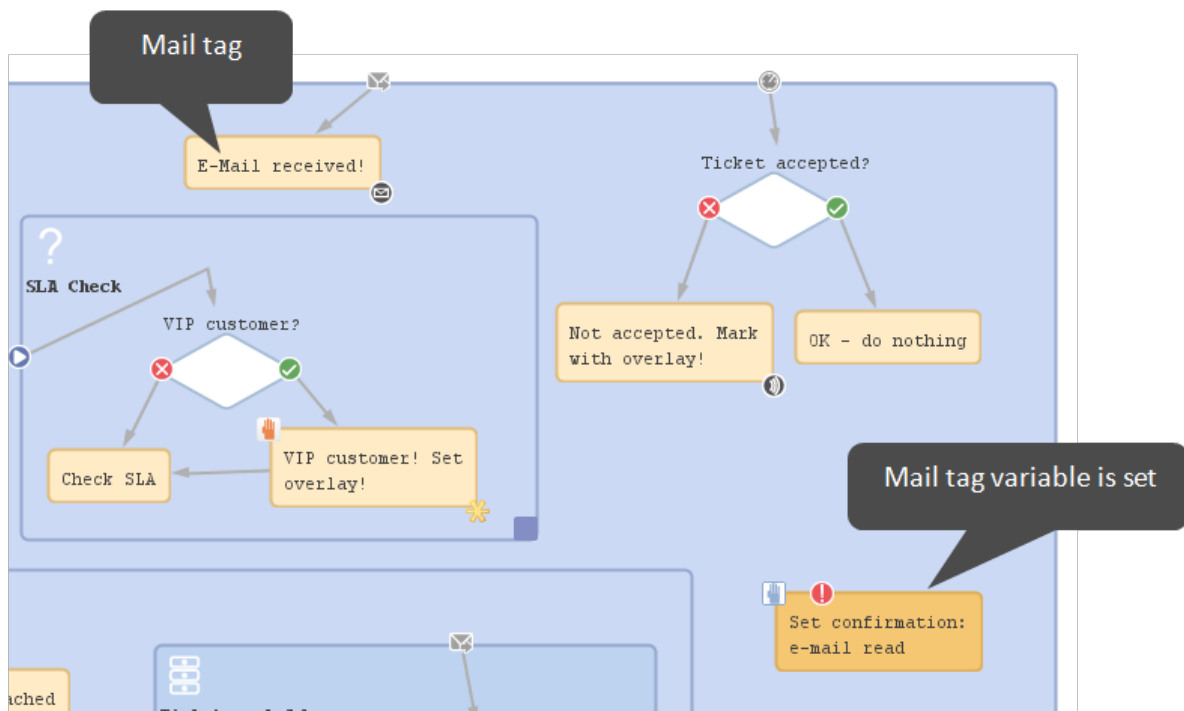 Mail tag
E-Mail received!
Ticket accepted?
SLA Check
VIP customer?
Not accepted. Mark
with overlay!
OK - do nothing
Check SLA
VIP customer! Set
overlay!
Mail tag variable is set
Set confirmation:
e-mail read
ached